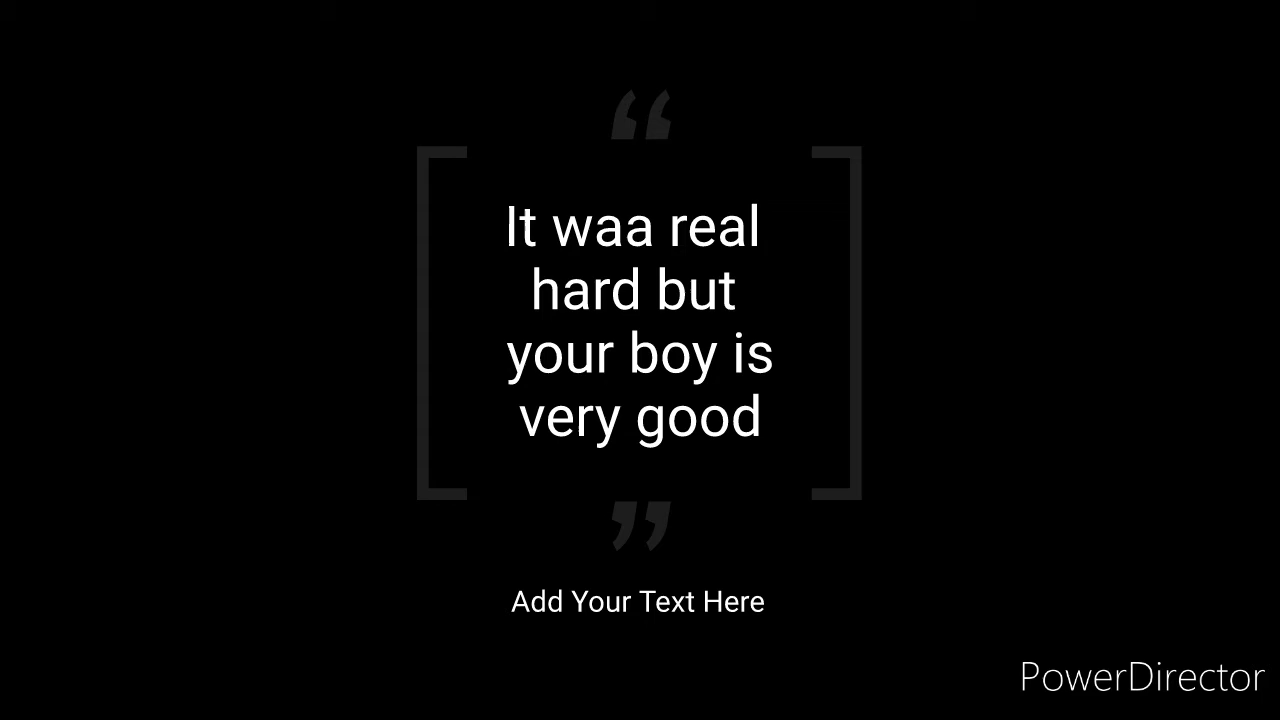 “
It waa real
hard but
your boy is
very good
”
Add Your Text Here
PowerDirector